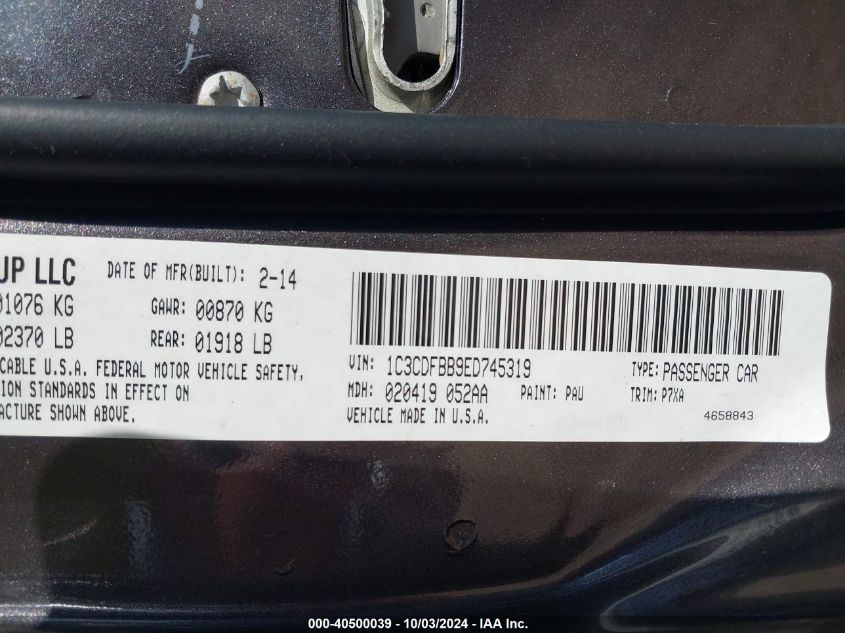 UP LLC DATE OF MFR(BUILT): 2-14
01076 KG GAWR: 00870 KG
02370 LB REAR: 01918 LB
CABLE U.S.A. FEDERAL MOTOR VEHICLE SAFETY,
ION STANDARDS IN EFFECT ON
ACTURE SHOWN ABOVE.
VIN: 1C3CDFBB9ED745319 TYPE: PASSENGER CAR
MDH: 020419 052AA PAINT: PAU TRIM: P7XA
VEHICLE MADE IN U.S.A. 4658843
000-40500039 - 10/03/2024 - IAA Inc.